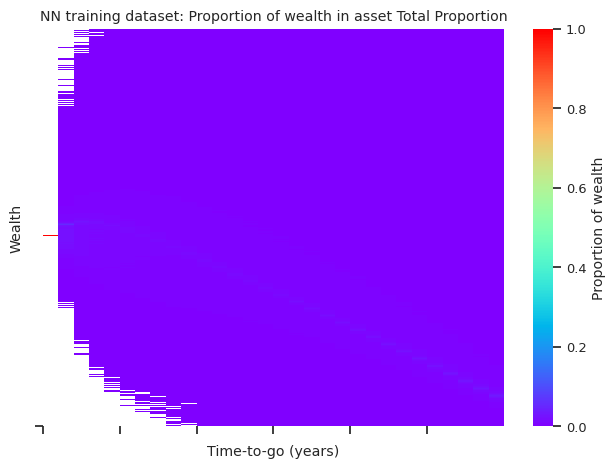 NN training dataset: Proportion of wealth in asset Total Proportion
Wealth
Time-to-go (years)
1.0
0.8
0.6
0.4
0.2
0.0
Proportion of wealth